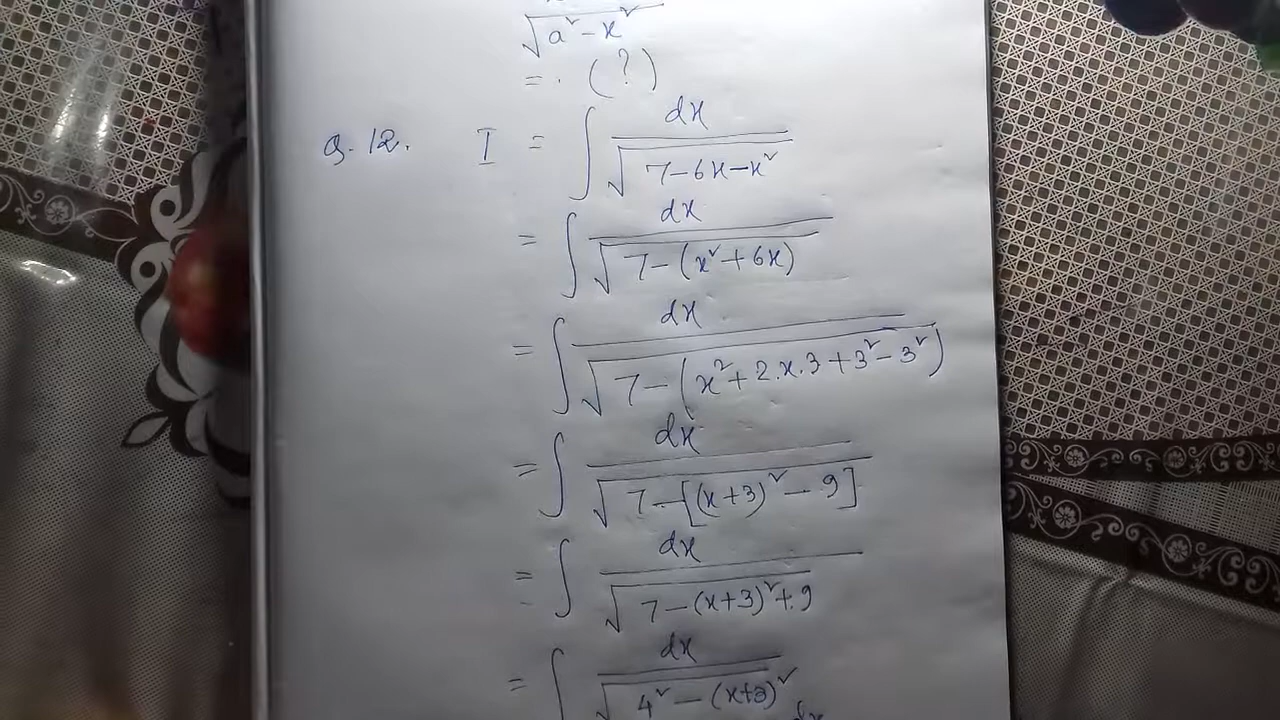 √(a² - x²)
= . (?)
Q. 12. I = ∫ dx / √(7-6x-x²)
= ∫ dx / √(7-(x²+6x))
= ∫ dx / √(7-(x²+2.x.3+3²-3²))
= ∫ dx / √(7-[(x+3)²-9])
= ∫ dx / √(7-(x+3)²+9)
= ∫ dx / √(4²-(x+3)²)
dx